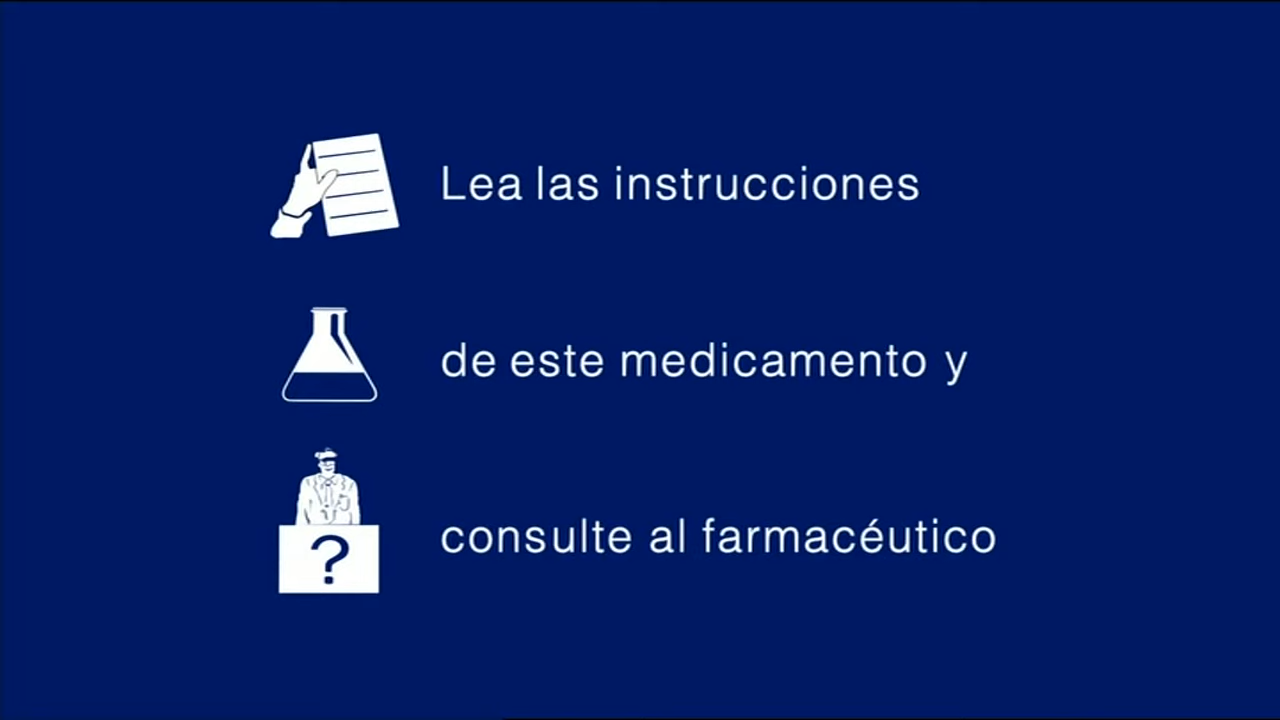 Lea las instrucciones
de este medicamento y
consulte al farmacéutico
?